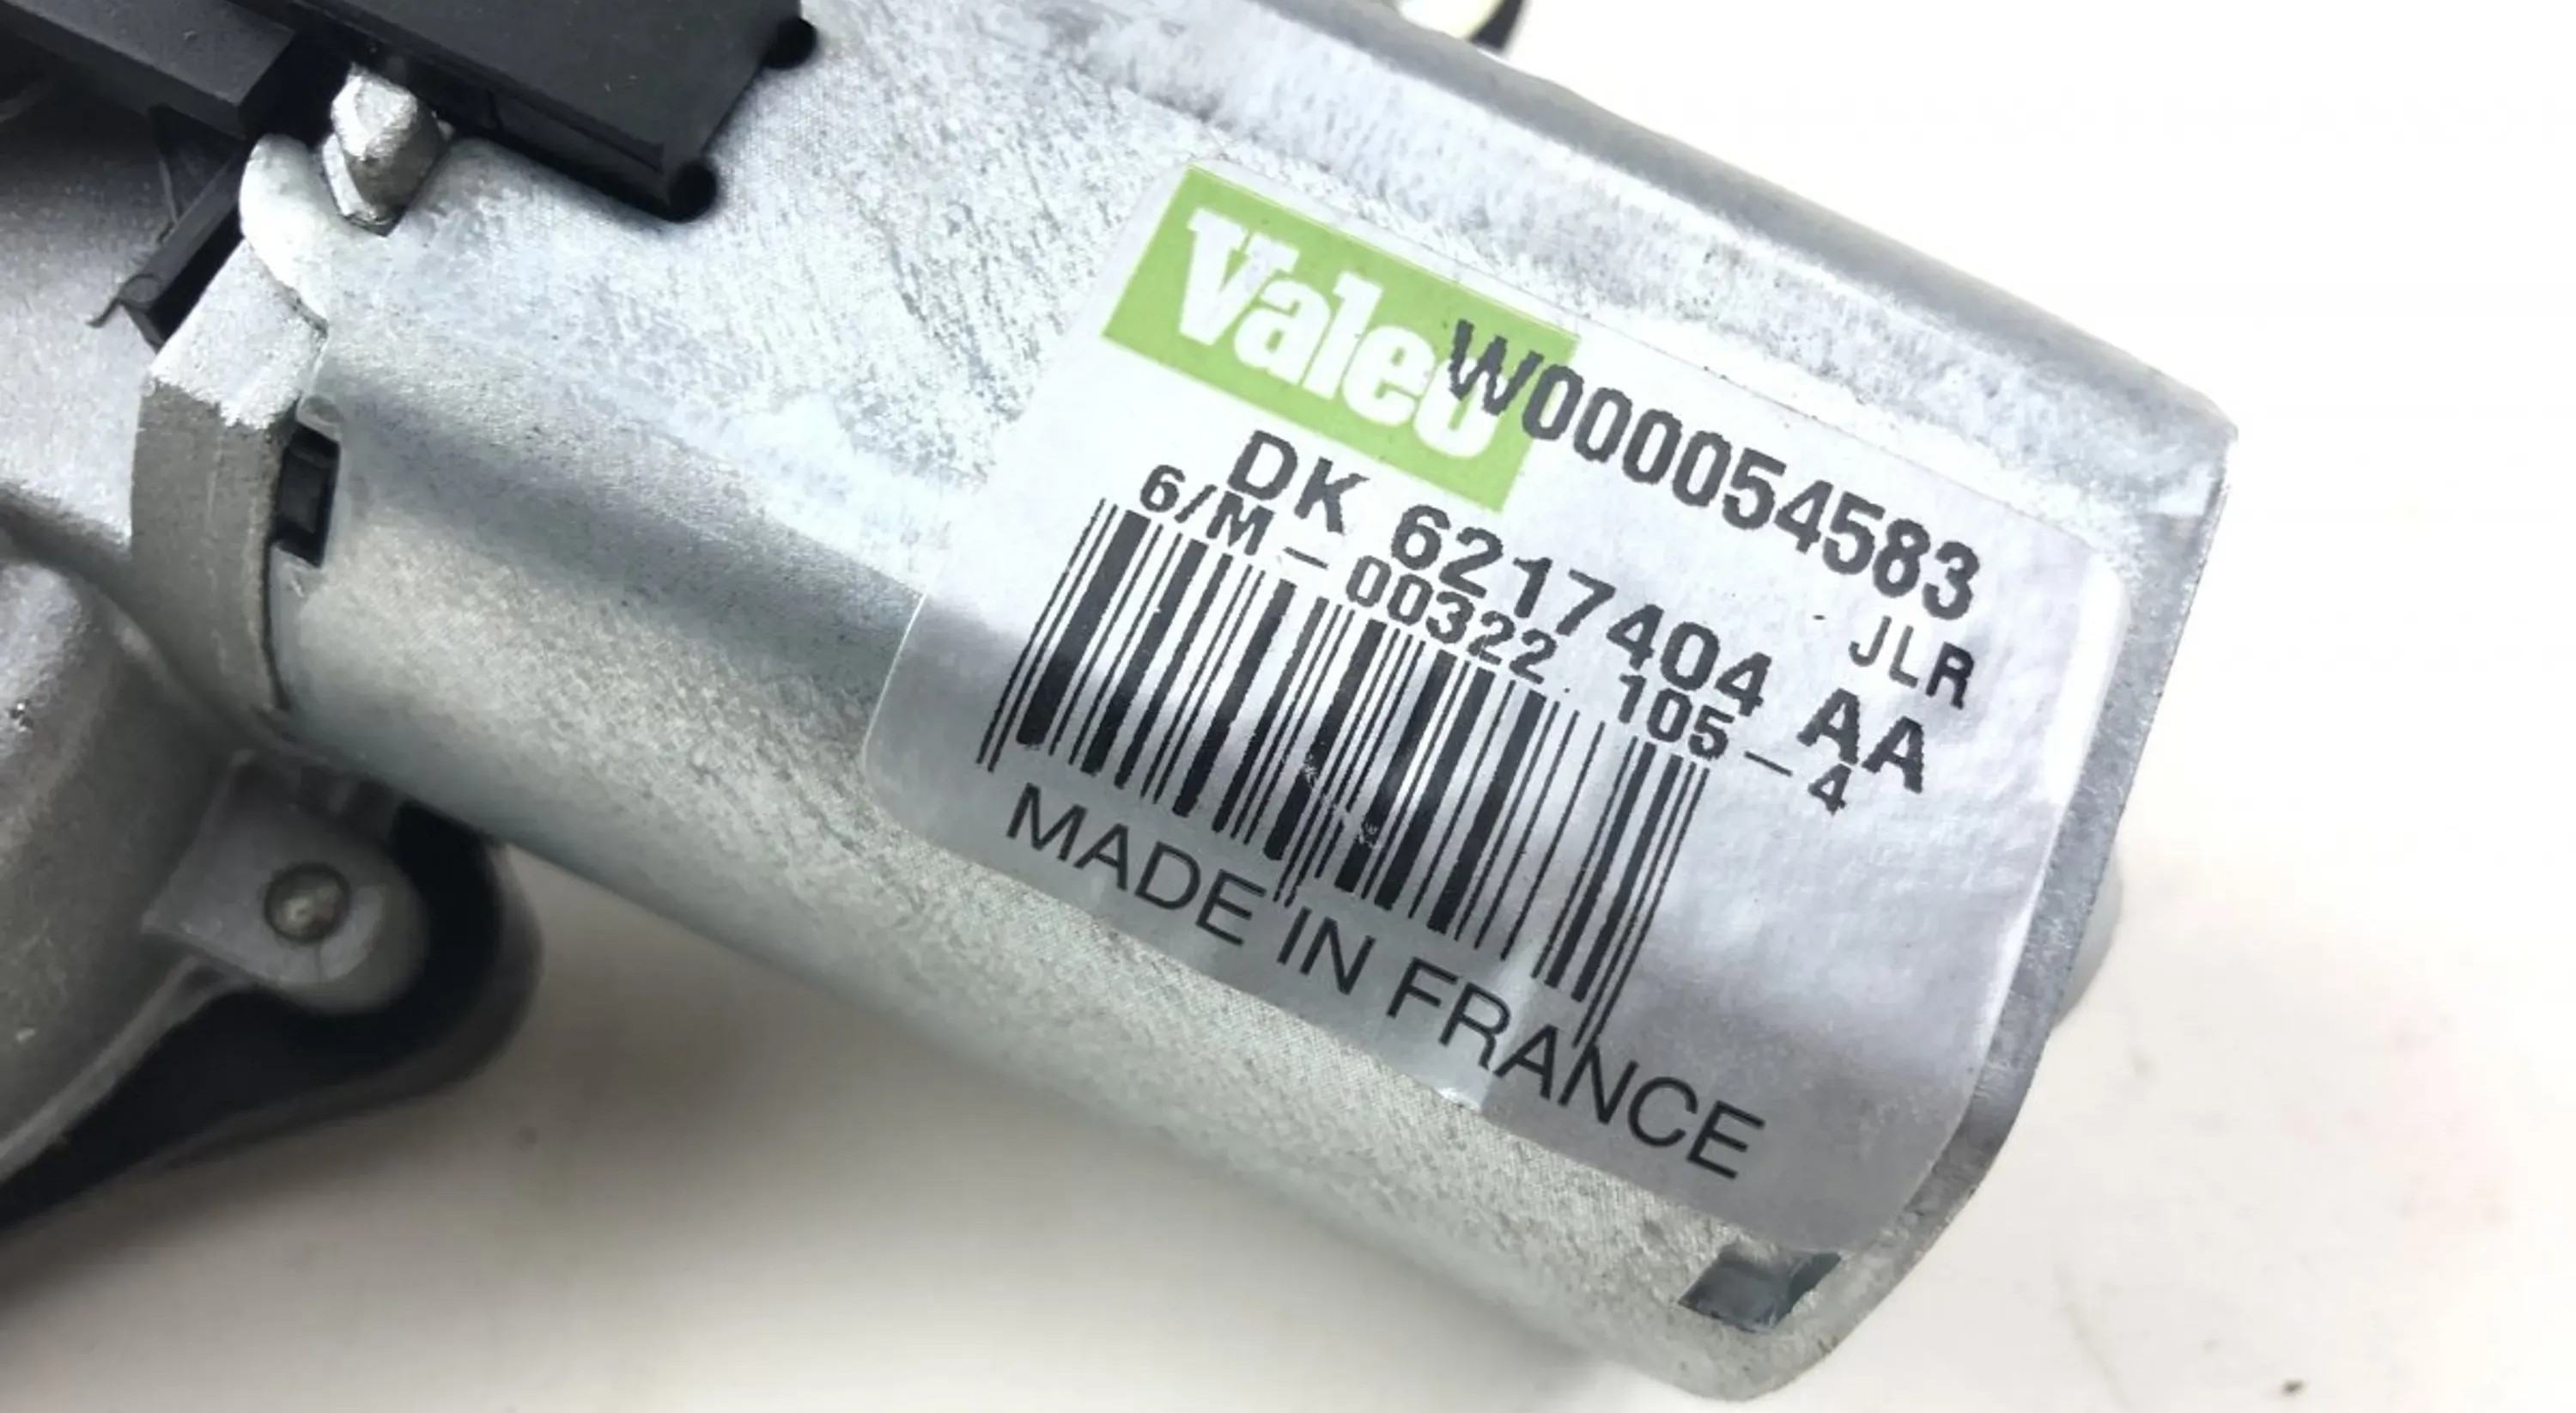 Valeo
W000054583
JLR
DK 6217404 AA
6/M-00322 105-4
MADE IN FRANCE